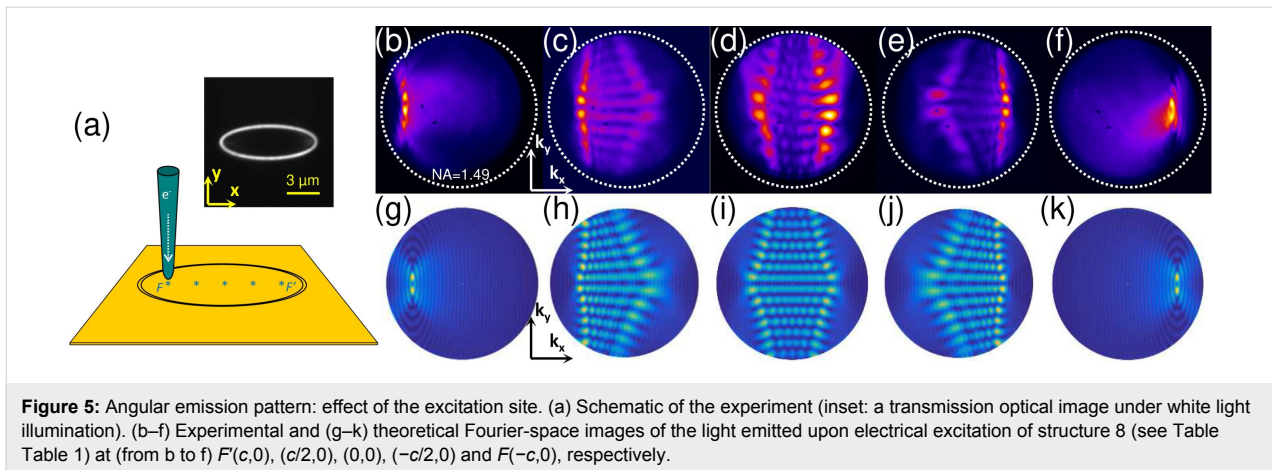 (a)
y
x
3 µm
e⁻
F* * * * *F'
(b) (c) (d) (e) (f)
NA=1.49
k_y
k_x
(g) (h) (i) (j) (k)
k_y
k_x
Figure 5: Angular emission pattern: effect of the excitation site. (a) Schematic of the experiment (inset: a transmission optical image under white light
illumination). (b–f) Experimental and (g–k) theoretical Fourier-space images of the light emitted upon electrical excitation of structure 8 (see Table
Table 1) at (from b to f) F'(c,0), (c/2,0), (0,0), (−c/2,0) and F(−c,0), respectively.